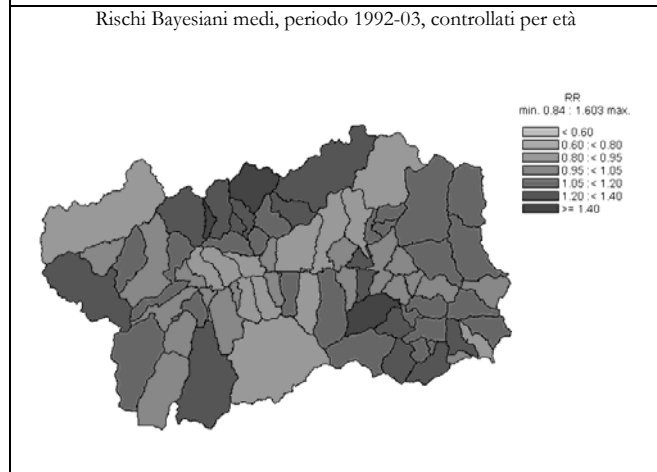 Rischi Bayesiani medi, periodo 1992-03, controllati per età
RR
min. 0.84 : 1.603 max.
< 0.60
0.60 :< 0.80
0.80 :< 0.95
0.95 :< 1.05
1.05 :< 1.20
1.20 :< 1.40
>= 1.40